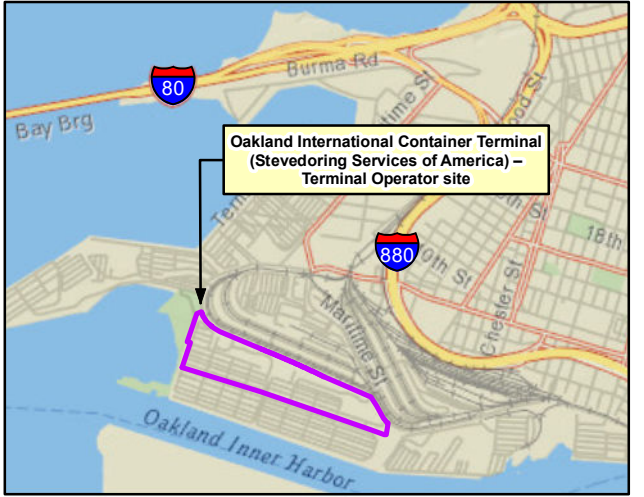 Burma Rd
80
Bay Brg
Oakland International Container Terminal
(Stevedoring Services of America) –
Terminal Operator site
18th
880
Chester St
Maritime St
Oakland Inner Harbor